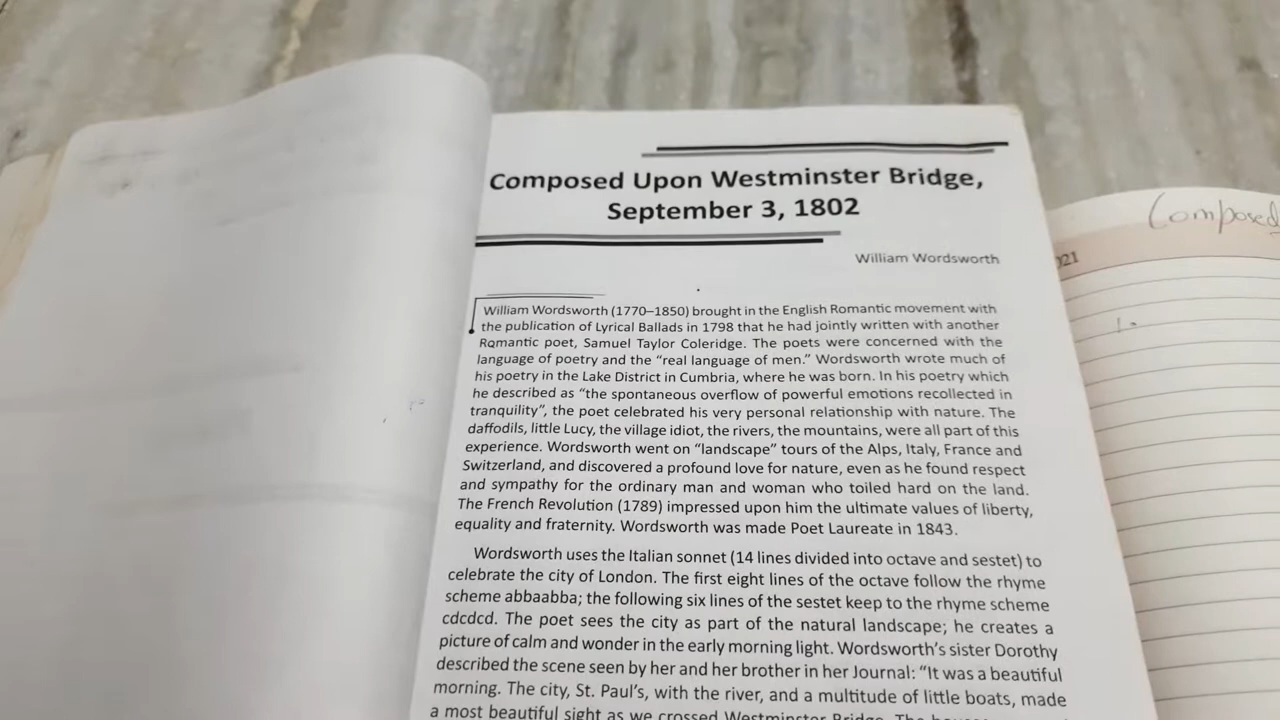 Composed Upon Westminster Bridge,
September 3, 1802
William Wordsworth
William Wordsworth (1770–1850) brought in the English Romantic movement with
the publication of Lyrical Ballads in 1798 that he had jointly written with another
Romantic poet, Samuel Taylor Coleridge. The poets were concerned with the
language of poetry and the “real language of men.” Wordsworth wrote much of
his poetry in the Lake District in Cumbria, where he was born. In his poetry which
he described as “the spontaneous overflow of powerful emotions recollected in
tranquility”, the poet celebrated his very personal relationship with nature. The
daffodils, little Lucy, the village idiot, the rivers, the mountains, were all part of this
experience. Wordsworth went on “landscape” tours of the Alps, Italy, France and
Switzerland, and discovered a profound love for nature, even as he found respect
and sympathy for the ordinary man and woman who toiled hard on the land.
The French Revolution (1789) impressed upon him the ultimate values of liberty,
equality and fraternity. Wordsworth was made Poet Laureate in 1843.
Wordsworth uses the Italian sonnet (14 lines divided into octave and sestet) to
celebrate the city of London. The first eight lines of the octave follow the rhyme
scheme abbaabba; the following six lines of the sestet keep to the rhyme scheme
cdcdcd. The poet sees the city as part of the natural landscape; he creates a
picture of calm and wonder in the early morning light. Wordsworth’s sister Dorothy
described the scene seen by her and her brother in her Journal: “It was a beautiful
morning. The city, St. Paul’s, with the river, and a multitude of little boats, made
a most beautiful sight as we crossed Westminster Bridge. The
Composed
021
1.